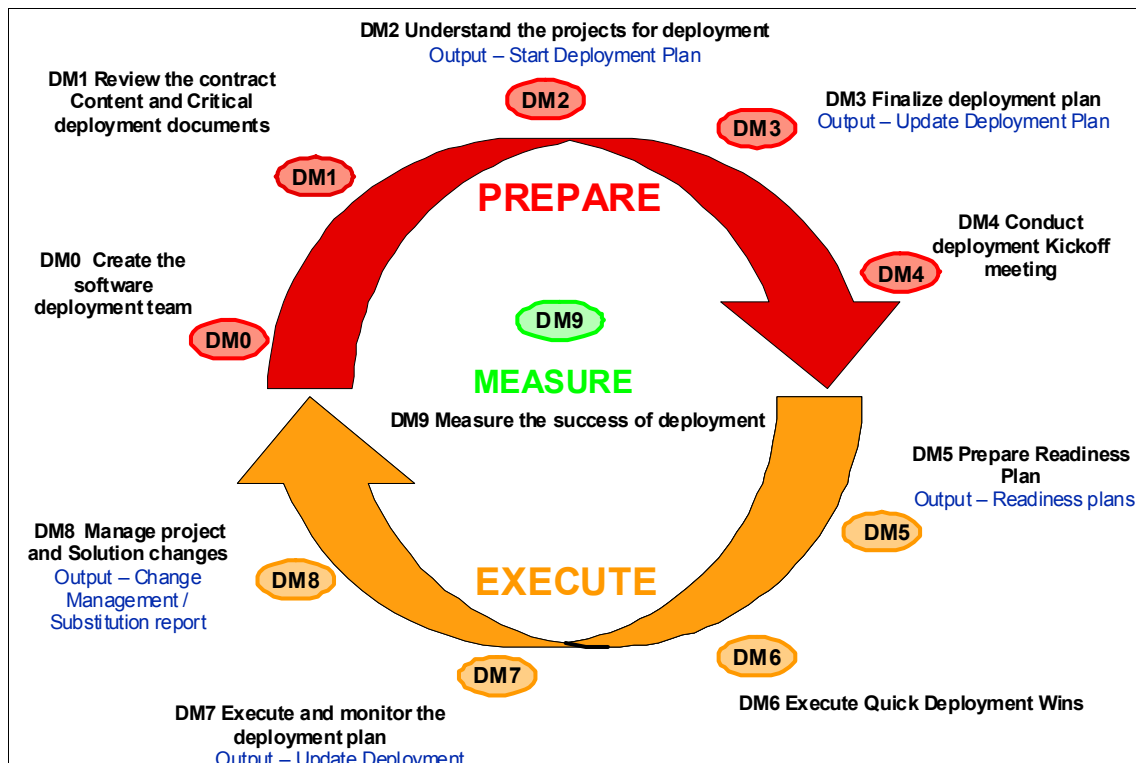 DM2 Understand the projects for deployment
Output – Start Deployment Plan
DM1 Review the contract
Content and Critical
deployment documents
DM2
DM3 Finalize deployment plan
Output – Update Deployment Plan
DM3
DM1
PREPARE
DM4 Conduct
deployment Kickoff
meeting
DM4
DM0 Create the
software
deployment team
DM0
DM9
MEASURE
DM9 Measure the success of deployment
DM5 Prepare Readiness
Plan
Output – Readiness plans
DM5
DM8 Manage project
and Solution changes
Output – Change
Management /
Substitution report
DM8
EXECUTE
DM6
DM7
DM6 Execute Quick Deployment Wins
DM7 Execute and monitor the
deployment plan
Output – Update Deployment